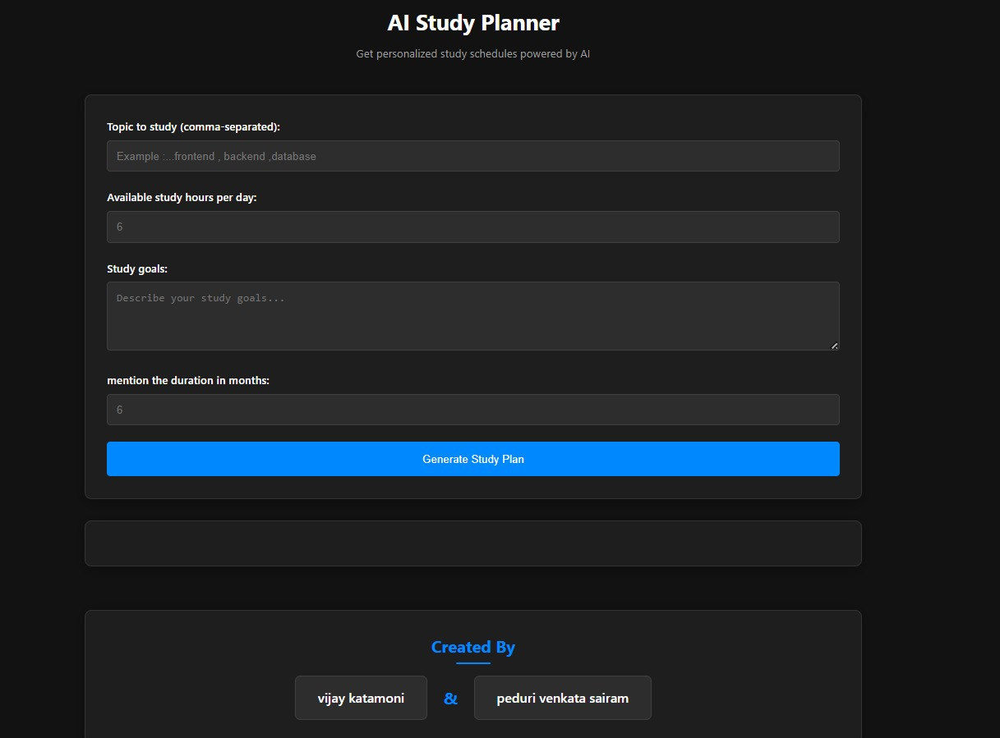 AI Study Planner
Get personalized study schedules powered by AI
Topic to study (comma-separated):
Example :...frontend , backend ,database
Available study hours per day:
6
Study goals:
Describe your study goals...
mention the duration in months:
6
Generate Study Plan
Created By
vijay katamoni & peduri venkata sairam